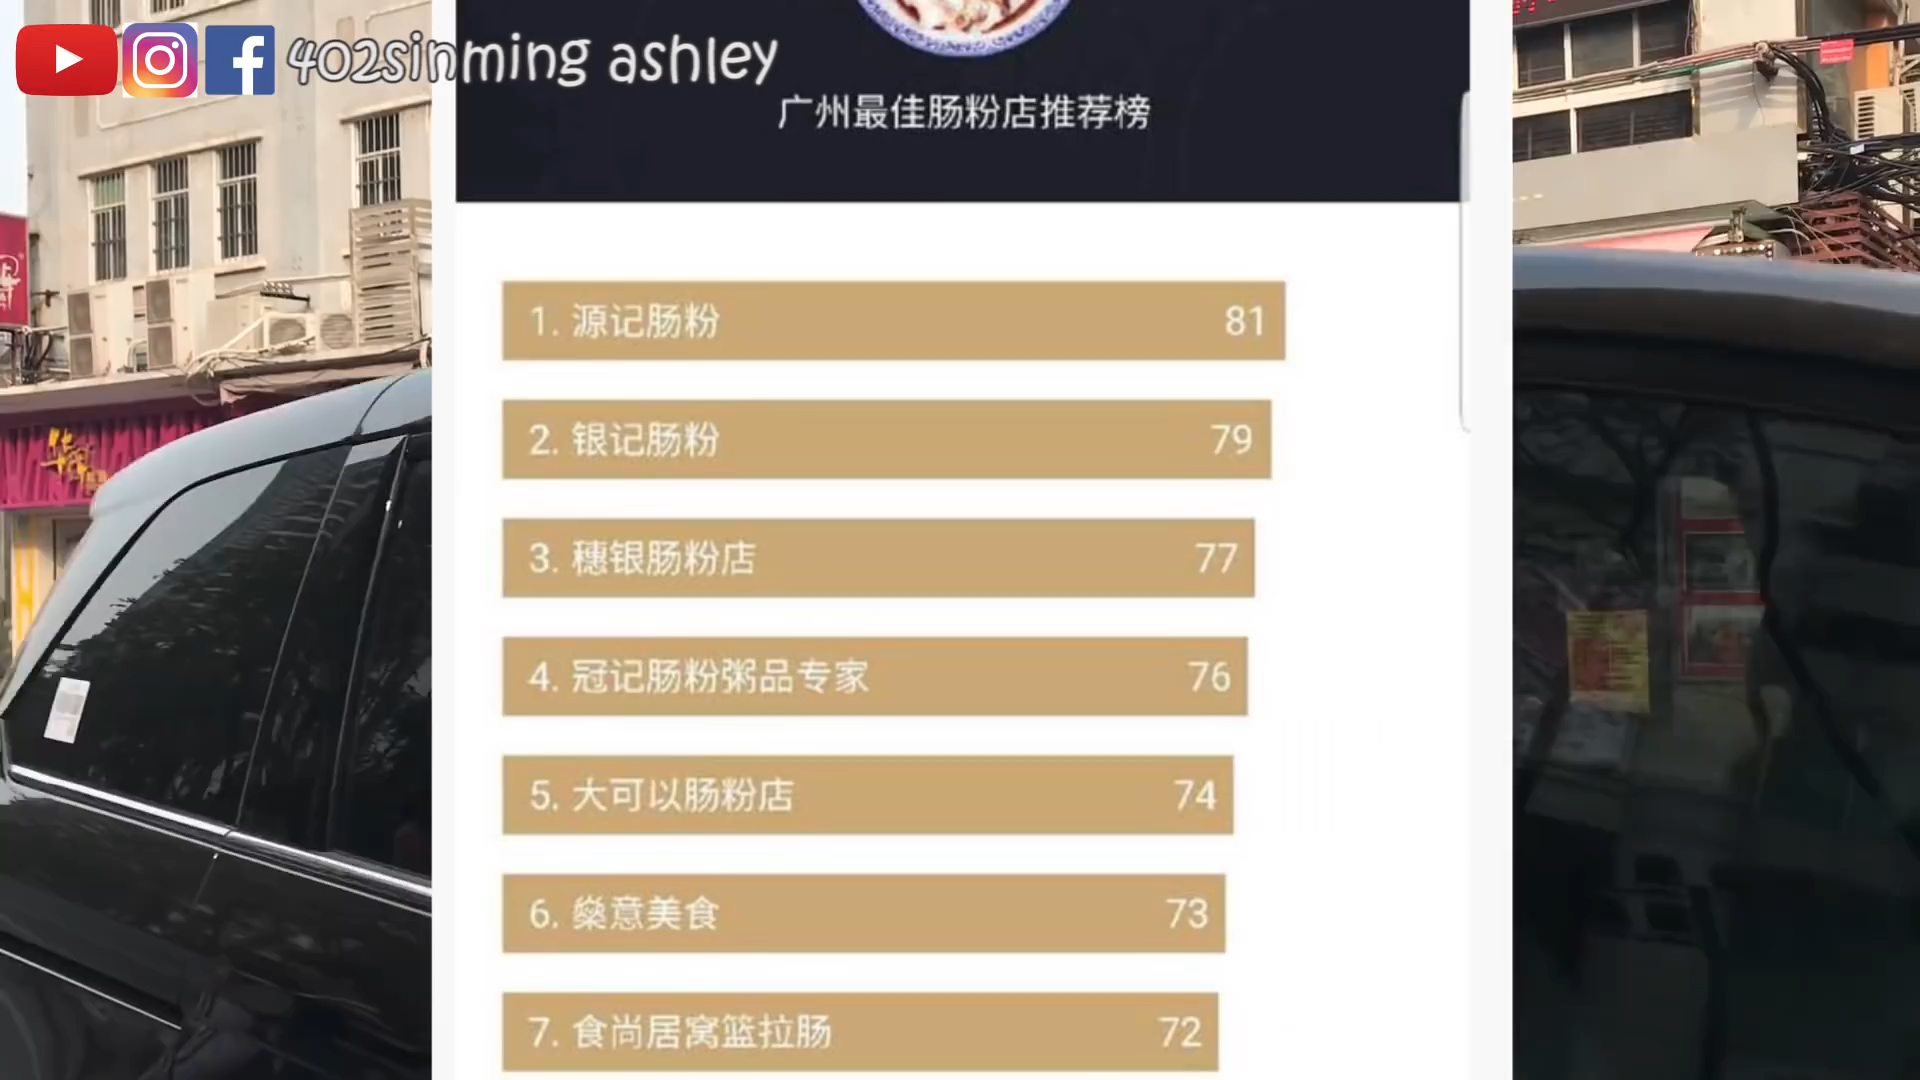 402sinming ashley
广州最佳肠粉店推荐榜
1. 源记肠粉 81
2. 银记肠粉 79
3. 穗银肠粉店 77
4. 冠记肠粉粥品专家 76
5. 大可以肠粉店 74
6. 燊意美食 73
7. 食尚居窝篮拉肠 72